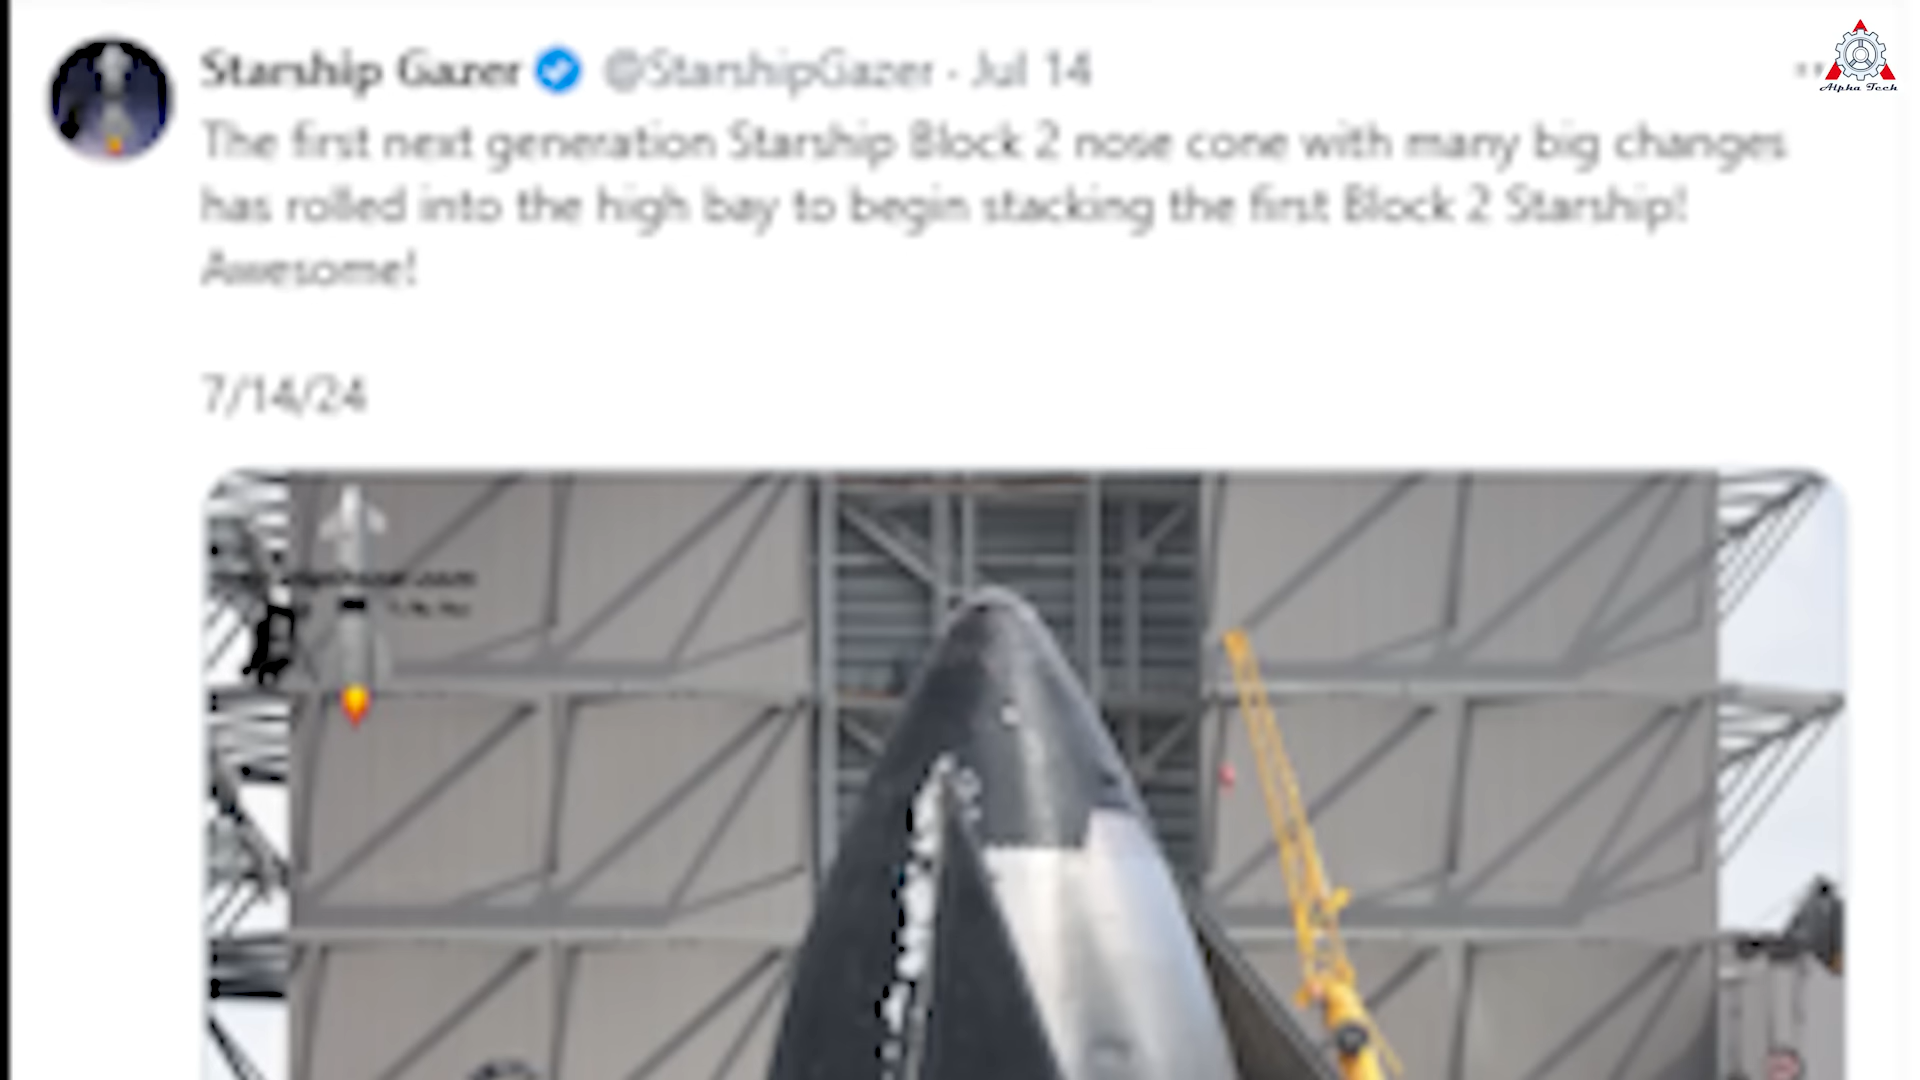 Starship Gazer @StarshipGazer · Jul 14
The first next generation Starship Block 2 nose cone with many big changes
has rolled into the high bay to begin stacking the first Block 2 Starship!
Awesome!
7/14/24
Alpha Tech